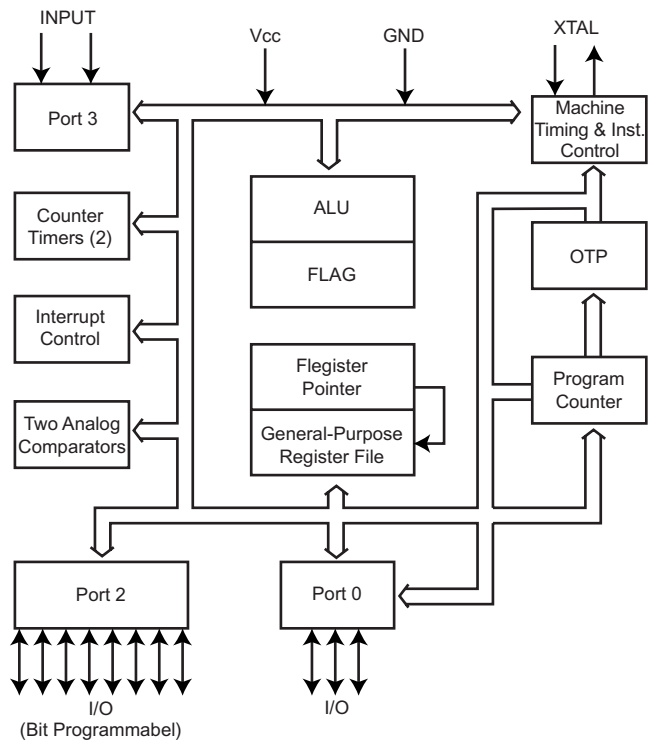 INPUT
Vcc
GND
XTAL
Port 3
Machine
Timing & Inst.
Control
Counter
Timers (2)
ALU
FLAG
OTP
Interrupt
Control
Flegister
Pointer
Program
Counter
Two Analog
Comparators
General-Purpose
Register File
Port 2
Port 0
I/O
(Bit Programmabel)
I/O